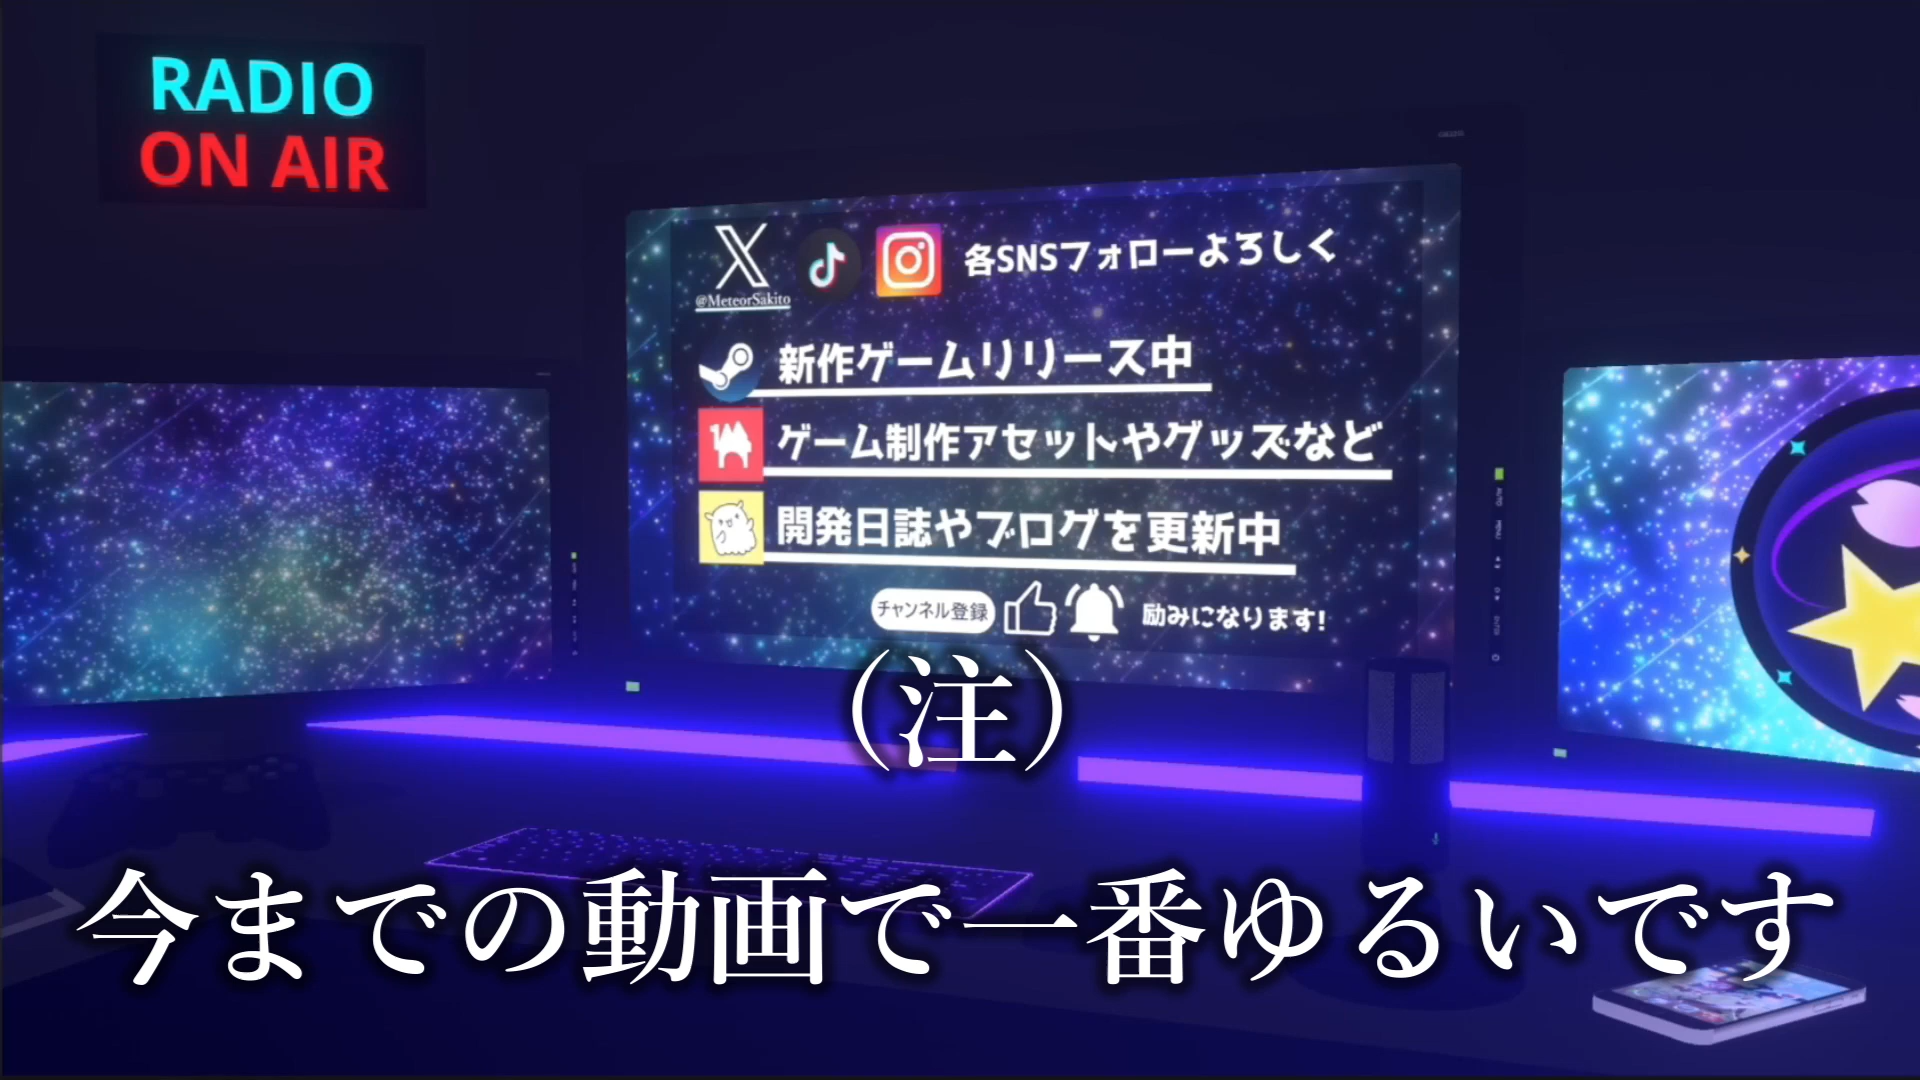 RADIO
ON AIR
各SNSフォローよろしく
@MeteorSakito
新作ゲームリリース中
ゲーム制作アセットやグッズなど
開発日誌やブログを更新中
チャンネル登録
励みになります!
（注）
今までの動画で一番ゆるいです